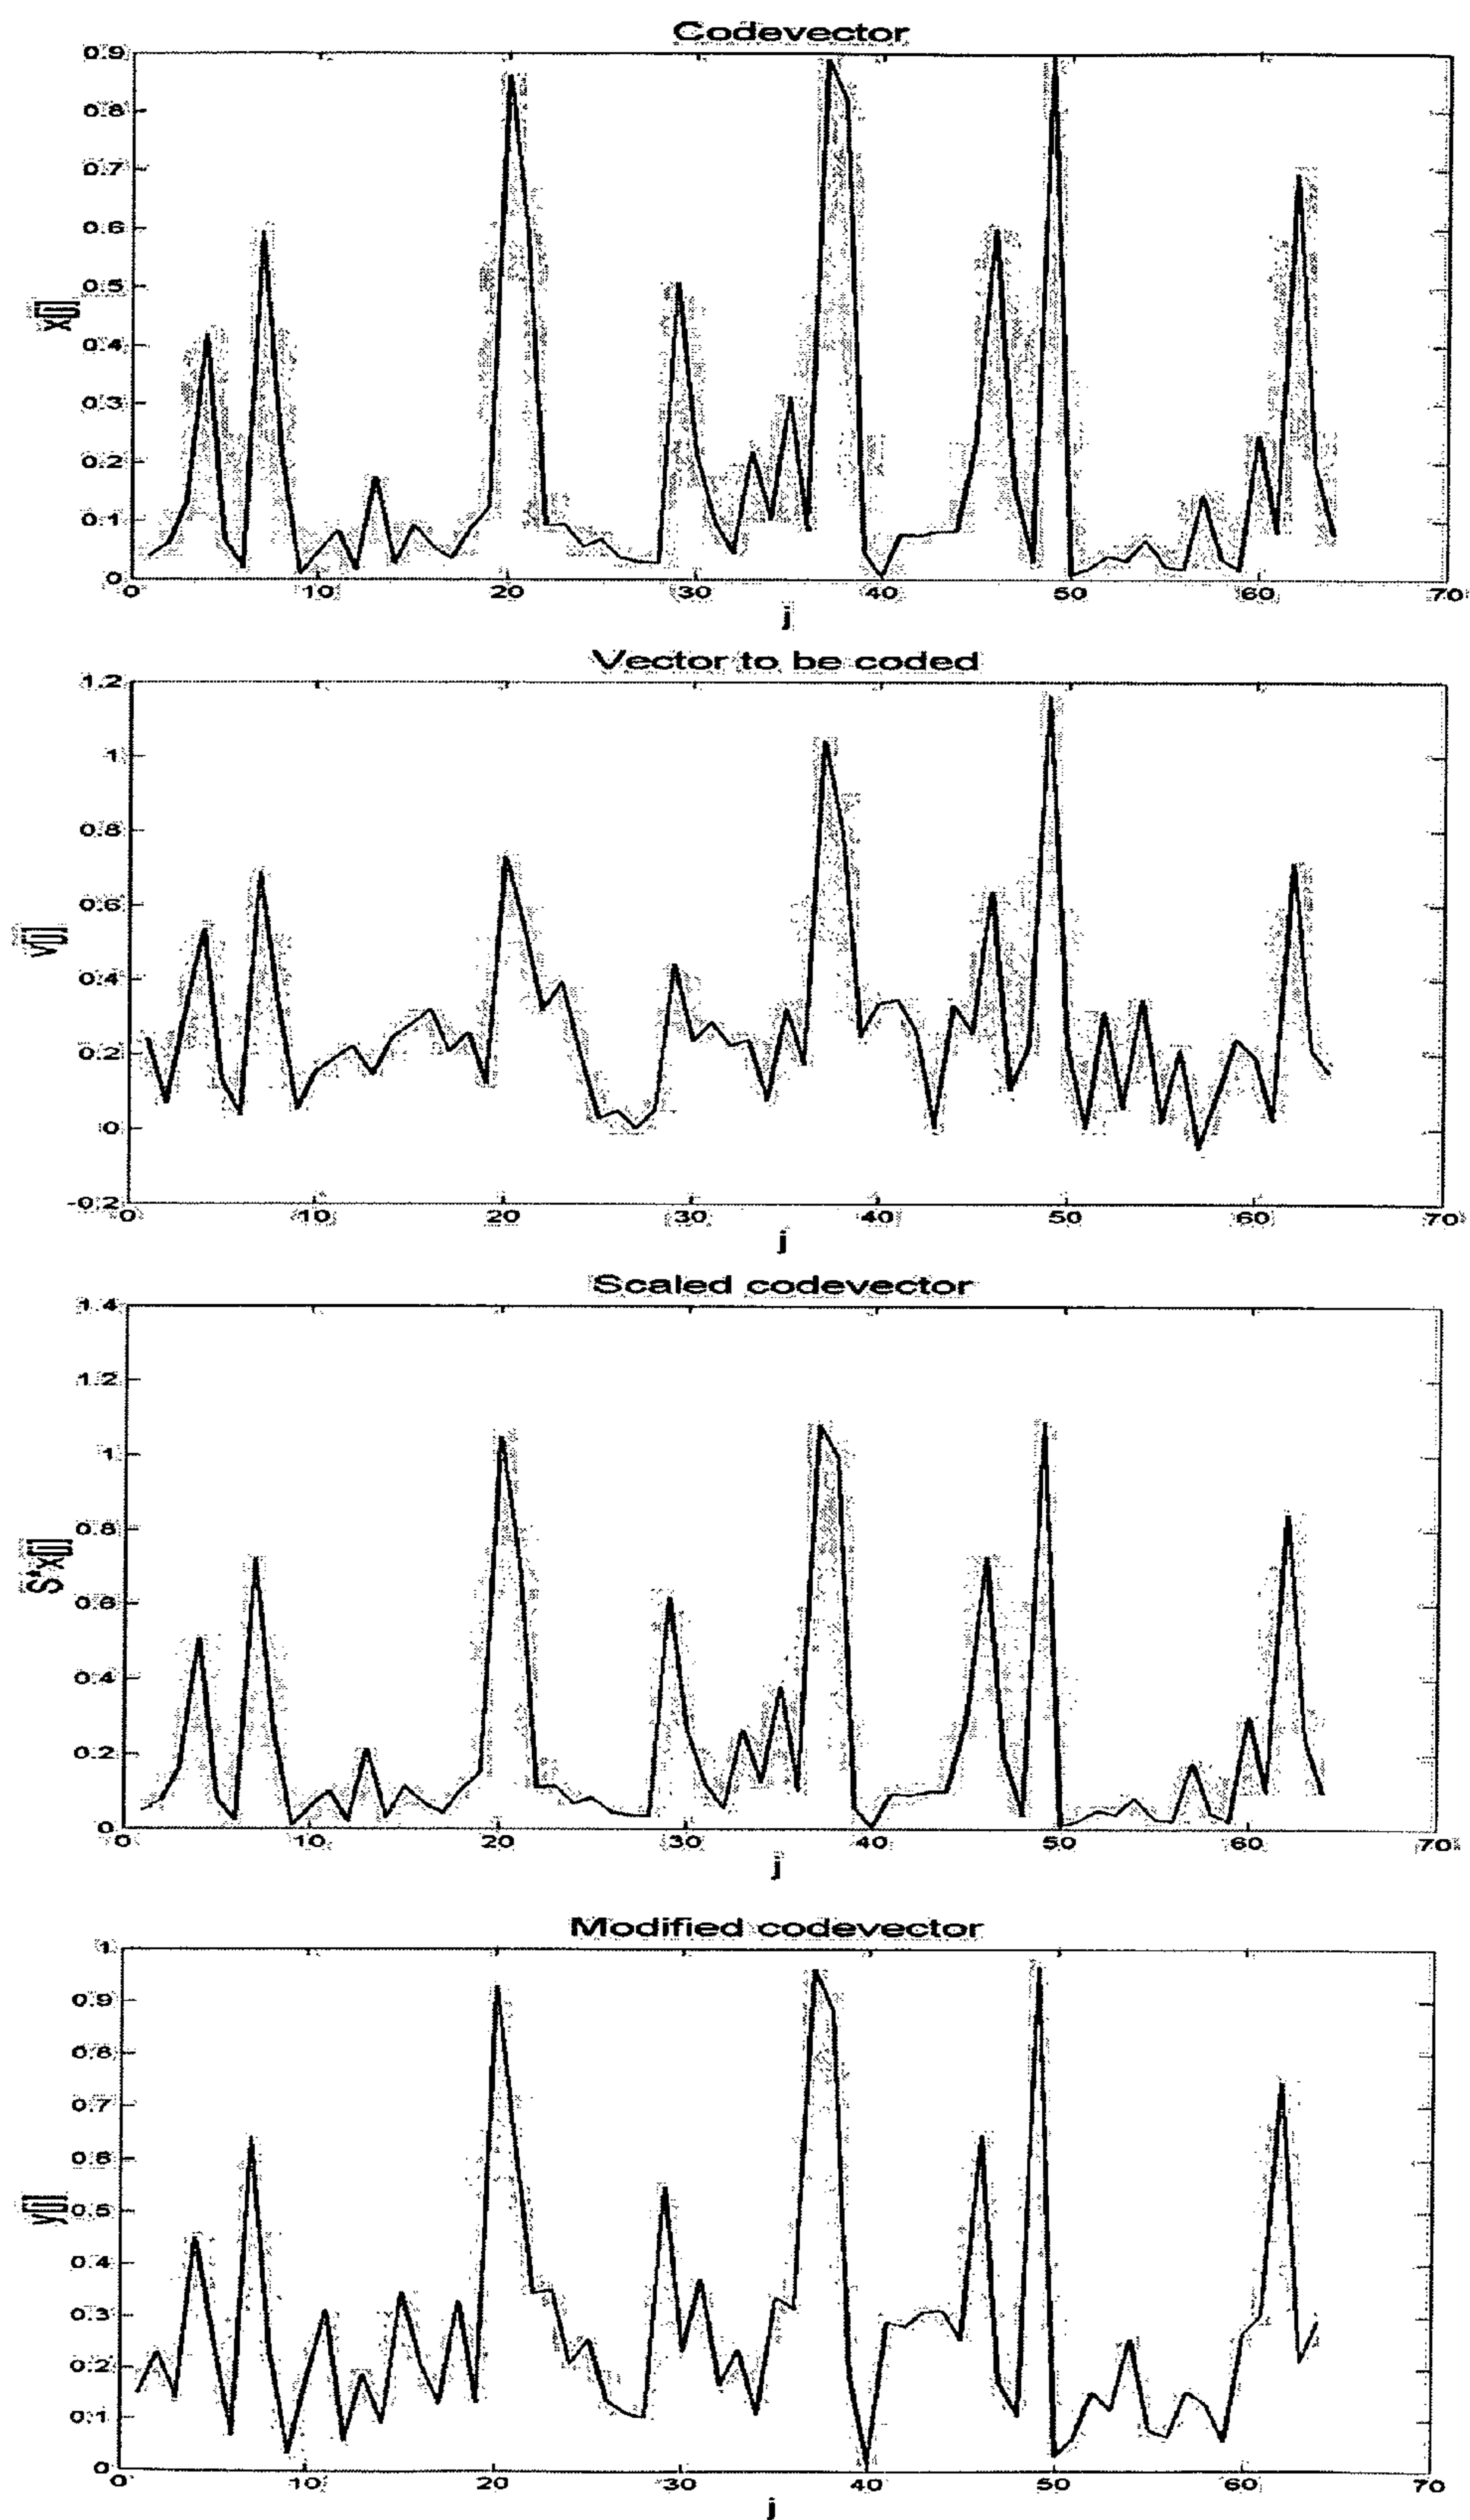 Codevector
0.9
0.8
0.7
0.6
0.5
0.4
0.3
0.2
0.1
0
x[j]
0 10 20 30 40 50 60 70
j
Vector to be coded
1.2
1
0.8
0.6
0.4
0.2
0
-0.2
v[j]
0 10 20 30 40 50 60 70
j
Scaled codevector
1.4
1.2
1
0.8
0.6
0.4
0.2
0
S*x[j]
0 10 20 30 40 50 60 70
j
Modified codevector
1
0.9
0.8
0.7
0.6
0.5
0.4
0.3
0.2
0.1
0
y[j]
0 10 20 30 40 50 60 70
j